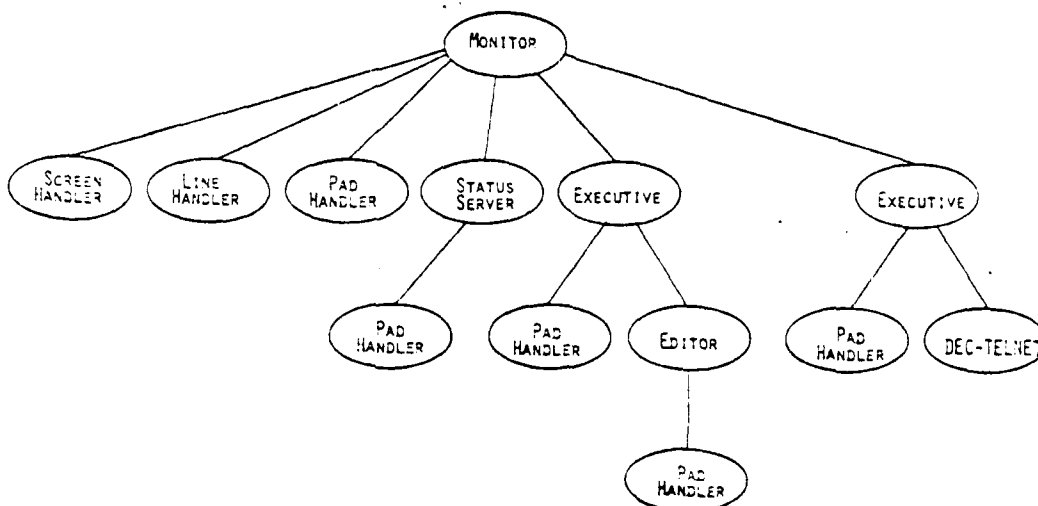 MONITOR
SCREEN
HANDLER
LINE
HANDLER
PAD
HANDLER
STATUS
SERVER
EXECUTIVE
EXECUTIVE
PAD
HANDLER
PAD
HANDLER
EDITOR
PAD
HANDLER
DEC-TELNET
PAD
HANDLER